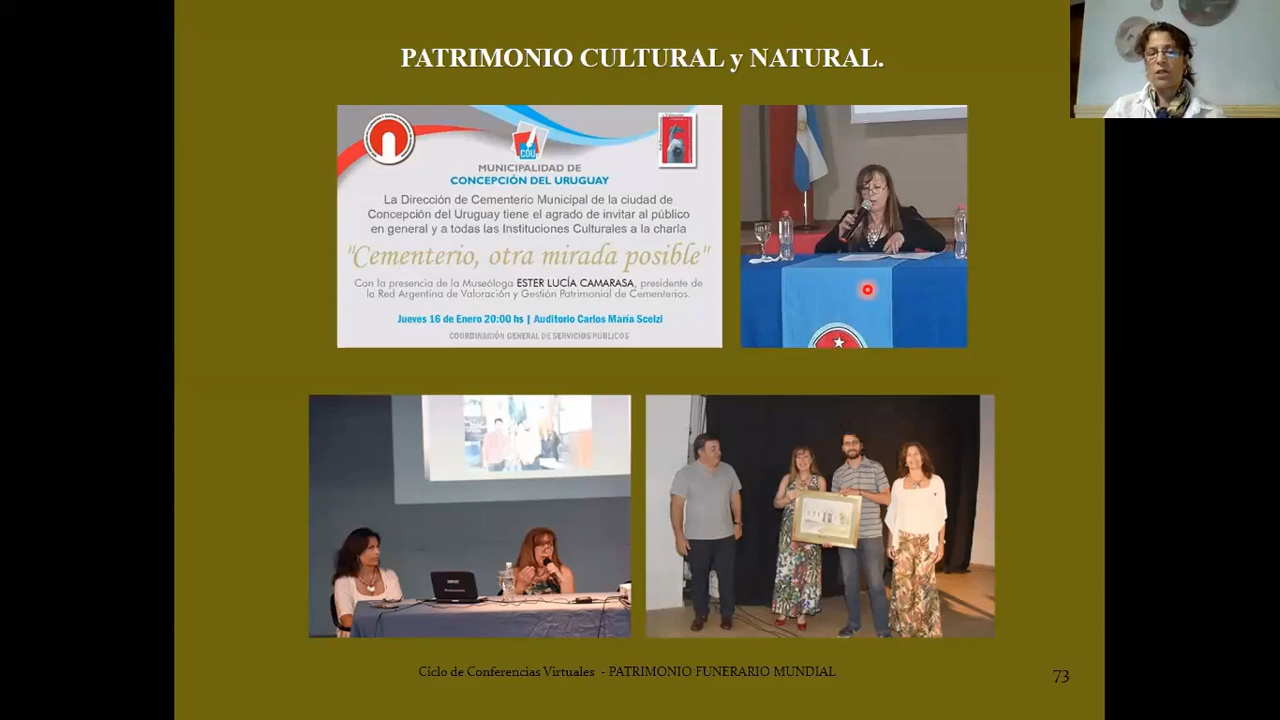 PATRIMONIO CULTURAL y NATURAL.
CDU
MUNICIPALIDAD DE
CONCEPCIÓN DEL URUGUAY
La Dirección de Cementerio Municipal de la ciudad de
Concepción del Uruguay tiene el agrado de invitar al público
en general y a todas las Instituciones Culturales a la charla
"Cementerio, otra mirada posible"
Con la presencia de la Museóloga ESTER LUCÍA CAMARASA, presidente de
la Red Argentina de Valoración y Gestión Patrimonial de Cementerios.
Jueves 16 de Enero 20:00 hs | Auditorio Carlos María Scelzi
COORDINACIÓN GENERAL DE SERVICIOS PÚBLICOS
Ciclo de Conferencias Virtuales - PATRIMONIO FUNERARIO MUNDIAL
73